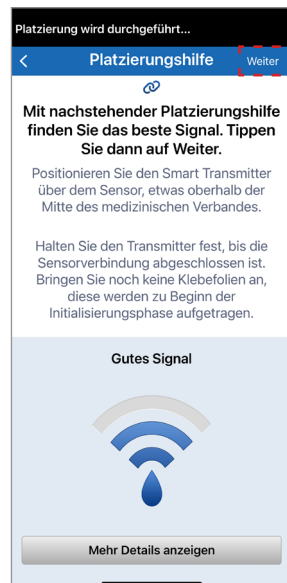 Platzierung wird durchgeführt...
Platzierungshilfe Weiter
Mit nachstehender Platzierungshilfe
finden Sie das beste Signal. Tippen
Sie dann auf Weiter.
Positionieren Sie den Smart Transmitter
über dem Sensor, etwas oberhalb der
Mitte des medizinischen Verbandes.
Halten Sie den Transmitter fest, bis die
Sensorverbindung abgeschlossen ist.
Bringen Sie noch keine Klebefolien an,
diese werden zu Beginn der
Initialisierungsphase aufgetragen.
Gutes Signal
Mehr Details anzeigen